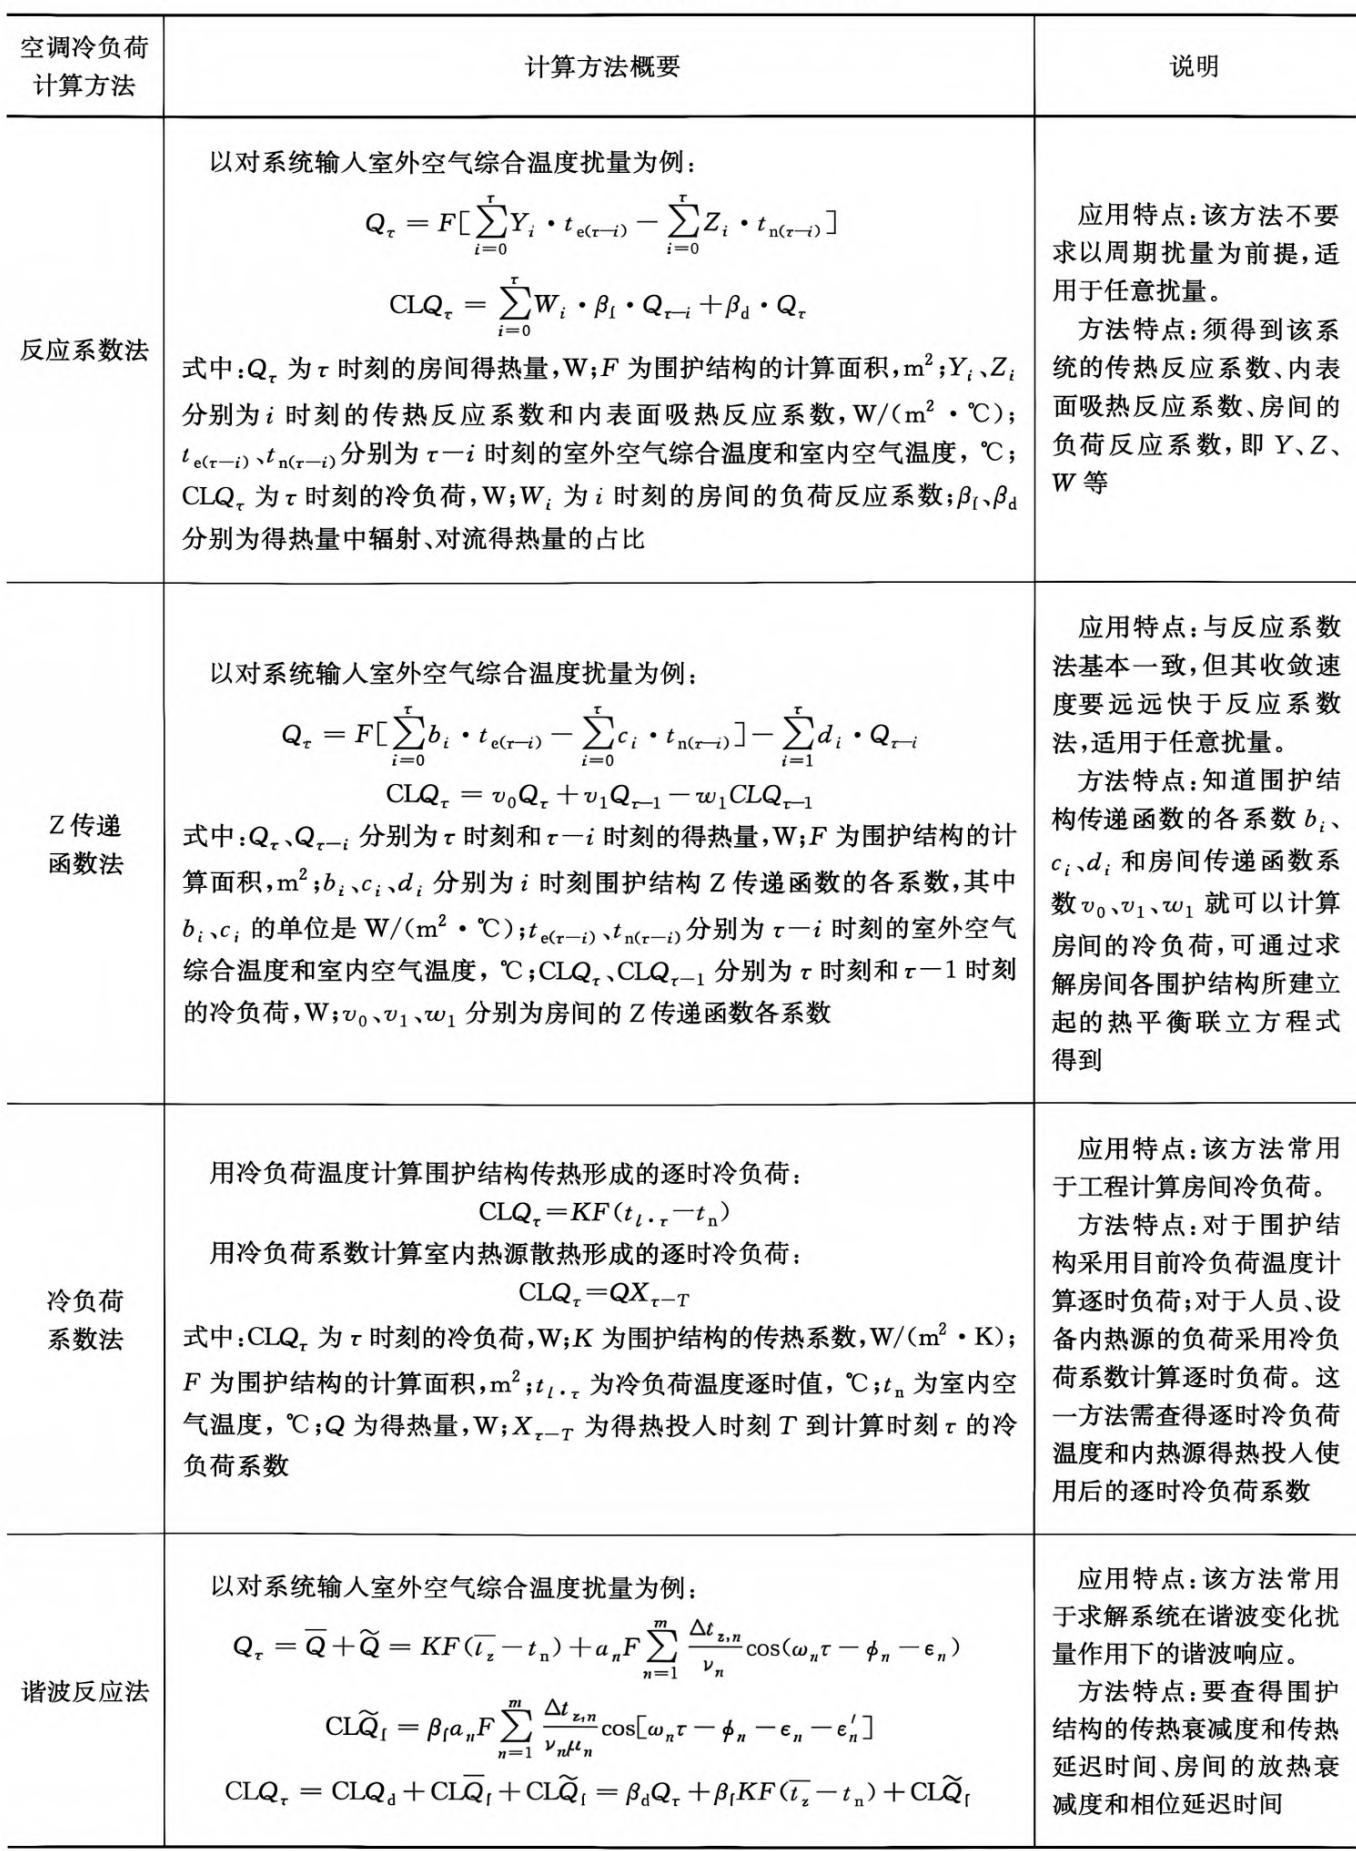 空调冷负荷
计算方法
计算方法概要
说明
反应系数法
以对系统输入室外空气综合温度扰量为例：
Q_τ = F[∑_{i=0}^{τ} Y_i · t_{e(τ−i)} − ∑_{i=0}^{τ} Z_i · t_{n(τ−i)}]
CLQ_τ = ∑_{i=0}^{τ} W_i · β_f · Q_{τ−i} + β_d · Q_τ
式中：Q_τ 为 τ 时刻的房间得热量，W；F 为围护结构的计算面积，m²；Y_i、Z_i
分别为 i 时刻的传热反应系数和内表面吸热反应系数，W/(m² · ℃)；
t_{e(τ−i)}、t_{n(τ−i)} 分别为 τ−i 时刻的室外空气综合温度和室内空气温度，℃；
CLQ_τ 为 τ 时刻的冷负荷，W；W_i 为 i 时刻的房间的负荷反应系数；β_f、β_d
分别为得热量中辐射、对流得热量的占比
应用特点：该方法不要
求以周期扰量为前提，适
用于任意扰量。
方法特点：须得到该系
统的传热反应系数、内表
面吸热反应系数、房间的
负荷反应系数，即 Y、Z、
W 等
Z 传递
函数法
以对系统输入室外空气综合温度扰量为例：
Q_τ = F[∑_{i=0}^{τ} b_i · t_{e(τ−i)} − ∑_{i=0}^{τ} c_i · t_{n(τ−i)}] − ∑_{i=1}^{τ} d_i · Q_{τ−i}
CLQ_τ = v_0Q_τ + v_1Q_{τ−1} − w_1CLQ_{τ−1}
式中：Q_τ、Q_{τ−i} 分别为 τ 时刻和 τ−i 时刻的得热量，W；F 为围护结构的计
算面积，m²；b_i、c_i、d_i 分别为 i 时刻围护结构 Z 传递函数的各系数，其中
b_i、c_i 的单位是 W/(m² · ℃)；t_{e(τ−i)}、t_{n(τ−i)} 分别为 τ−i 时刻的室外空气
综合温度和室内空气温度，℃；CLQ_τ、CLQ_{τ−1} 分别为 τ 时刻和 τ−1 时刻
的冷负荷，W；v_0、v_1、w_1 分别为房间的 Z 传递函数各系数
应用特点：与反应系数
法基本一致，但其收敛速
度要远远快于反应系数
法，适用于任意扰量。
方法特点：知道围护结
构传递函数的各系数 b_i、
c_i、d_i 和房间传递函数系
数 v_0、v_1、w_1 就可以计算
房间的冷负荷，可通过求
解房间各围护结构所建立
起的热平衡联立方程式
得到
冷负荷
系数法
用冷负荷温度计算围护结构传热形成的逐时冷负荷：
CLQ_τ=KF(t_{l·τ}−t_n)
用冷负荷系数计算室内热源散热形成的逐时冷负荷：
CLQ_τ=QX_{τ−T}
式中：CLQ_τ 为 τ 时刻的冷负荷，W；K 为围护结构的传热系数，W/(m² · K)；
F 为围护结构的计算面积，m²；t_{l·τ} 为冷负荷温度逐时值，℃；t_n 为室内空
气温度，℃；Q 为得热量，W；X_{τ−T} 为得热投入时刻 T 到计算时刻 τ 的冷
负荷系数
应用特点：该方法常用
于工程计算房间冷负荷。
方法特点：对于围护结
构采用目前冷负荷温度计
算逐时负荷；对于人员、设
备内热源的负荷采用冷负
荷系数计算逐时负荷。这
一方法需查得逐时冷负荷
温度和内热源得热投入使
用后的逐时冷负荷系数
谐波反应法
以对系统输入室外空气综合温度扰量为例：
Q_τ = Q̅ + Q̃ = KF(t̅_z − t_n) + a_nF ∑_{n=1}^{m} Δt_{z,n}/ν_n cos(ω_nτ − ϕ_n − ε_n)
CLQ̃_f = β_f a_nF ∑_{n=1}^{m} Δt_{z,n}/(ν_nμ_n) cos[ω_nτ − ϕ_n − ε_n − ε′_n]
CLQ_τ = CLQ_d + CLQ̅_f + CLQ̃_f = β_dQ_τ + β_fKF(t̅_z − t_n) + CLQ̃_f
应用特点：该方法常用
于求解系统在谐波变化扰
量作用下的谐波响应。
方法特点：要查得围护
结构的传热衰减度和传热
延迟时间、房间的放热衰
减度和相位延迟时间